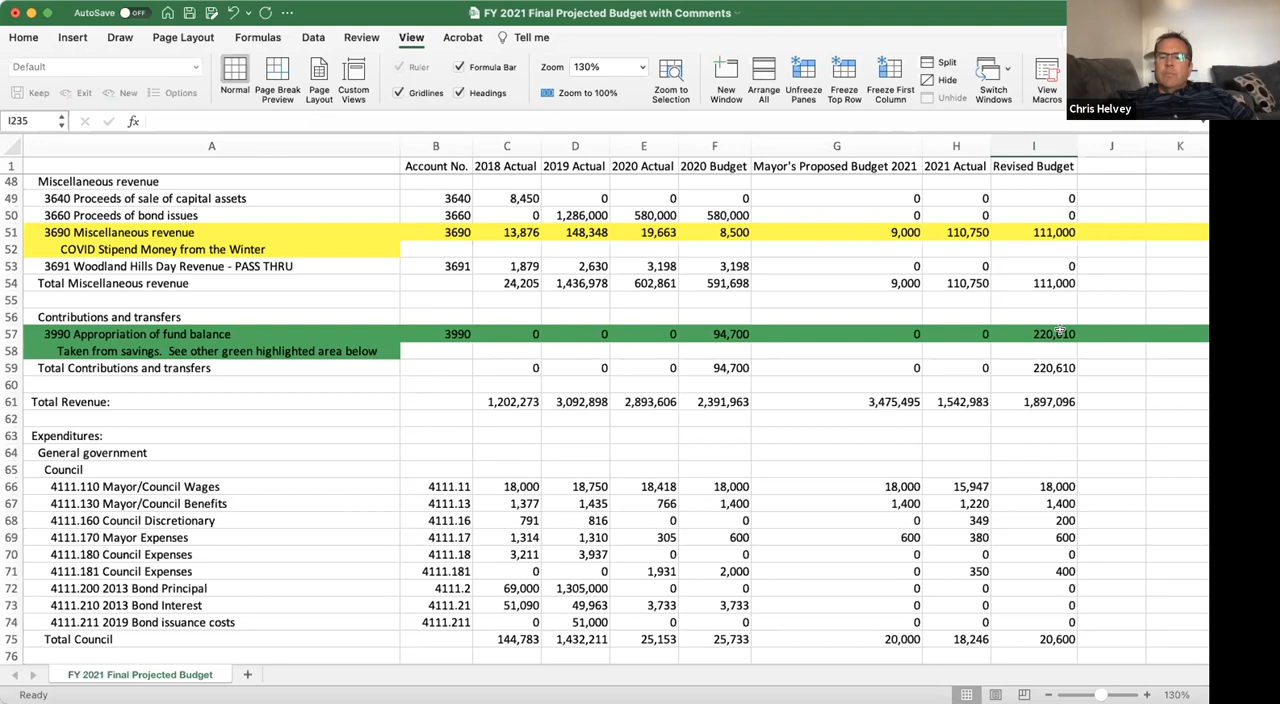 AutoSave OFF FY 2021 Final Projected Budget with Comments
Home Insert Draw Page Layout Formulas Data Review View Acrobat Tell me
Default
Keep Exit New Options
Normal Page Break Preview Page Layout Custom Views
Ruler Formula Bar
Gridlines Headings
Zoom 130%
Zoom to 100%
Zoom to Selection
New Window Arrange All Unfreeze Panes Freeze Top Row Freeze First Column
Split
Hide
Unhide
Switch Windows View Macros
Chris Helvey
I235 fx
A B C D E F G H I J K
1 Account No. 2018 Actual 2019 Actual 2020 Actual 2020 Budget Mayor's Proposed Budget 2021 2021 Actual Revised Budget
48 Miscellaneous revenue
49 3640 Proceeds of sale of capital assets 3640 8,450 0 0 0 0 0 0
50 3660 Proceeds of bond issues 3660 0 1,286,000 580,000 580,000 0 0 0
51 3690 Miscellaneous revenue 3690 13,876 148,348 19,663 8,500 9,000 110,750 111,000
52 COVID Stipend Money from the Winter
53 3691 Woodland Hills Day Revenue - PASS THRU 3691 1,879 2,630 3,198 3,198 0 0 0
54 Total Miscellaneous revenue 24,205 1,436,978 602,861 591,698 9,000 110,750 111,000
55
56 Contributions and transfers
57 3990 Appropriation of fund balance 3990 0 0 0 94,700 0 0 220,610
58 Taken from savings. See other green highlighted area below
59 Total Contributions and transfers 0 0 0 94,700 0 0 220,610
60
61 Total Revenue: 1,202,273 3,092,898 2,893,606 2,391,963 3,475,495 1,542,983 1,897,096
62
63 Expenditures:
64 General government
65 Council
66 4111.110 Mayor/Council Wages 4111.11 18,000 18,750 18,418 18,000 18,000 15,947 18,000
67 4111.130 Mayor/Council Benefits 4111.13 1,377 1,435 766 1,400 1,400 1,220 1,400
68 4111.160 Council Discretionary 4111.16 791 816 0 0 0 349 200
69 4111.170 Mayor Expenses 4111.17 1,314 1,310 305 600 600 380 600
70 4111.180 Council Expenses 4111.18 3,211 3,937 0 0 0 0 0
71 4111.181 Council Expenses 4111.181 0 0 1,931 2,000 0 350 400
72 4111.200 2013 Bond Principal 4111.2 69,000 1,305,000 0 0 0 0 0
73 4111.210 2013 Bond Interest 4111.21 51,090 49,963 3,733 3,733 0 0 0
74 4111.211 2019 Bond issuance costs 4111.211 0 51,000 0 0 0 0 0
75 Total Council 144,783 1,432,211 25,153 25,733 20,000 18,246 20,600
76
FY 2021 Final Projected Budget +
Ready 130%